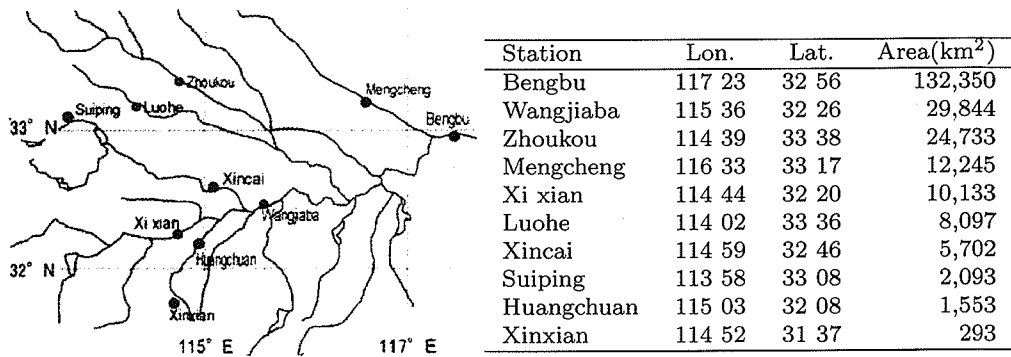 Zhoukou
Mengcheng
Suiping
Luohe
Bengbu
33° N
Xincai
Wangjiaba
Xi xian
Huangchuan
32° N
Xinxian
115° E
117° E
Station Lon. Lat. Area(km²)
Bengbu 117 23 32 56 132,350
Wangjiaba 115 36 32 26 29,844
Zhoukou 114 39 33 38 24,733
Mengcheng 116 33 33 17 12,245
Xi xian 114 44 32 20 10,133
Luohe 114 02 33 36 8,097
Xincai 114 59 32 46 5,702
Suiping 113 58 33 08 2,093
Huangchuan 115 03 32 08 1,553
Xinxian 114 52 31 37 293